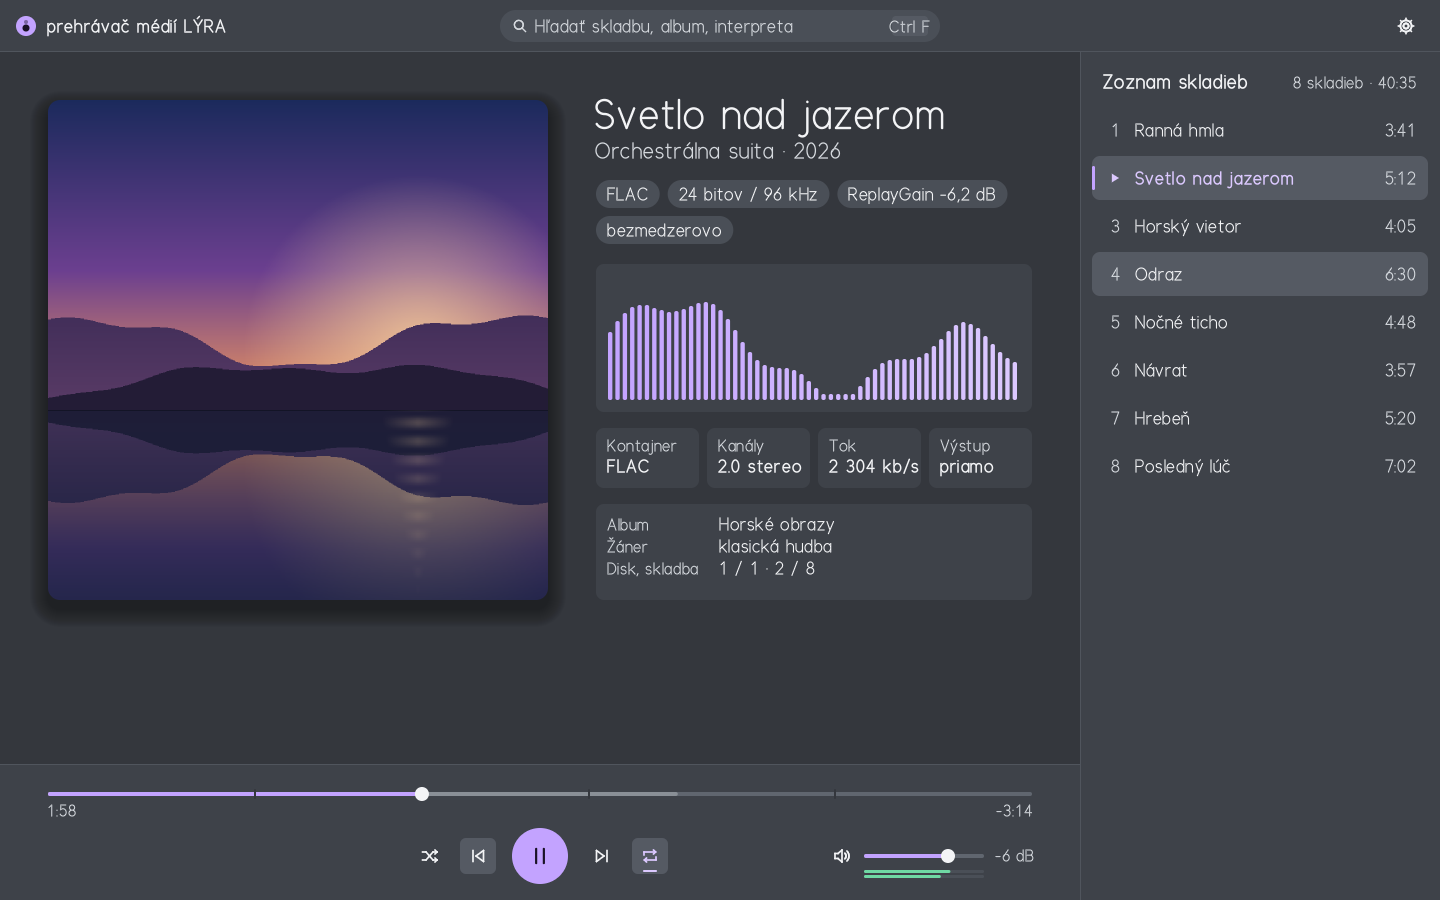 prehrávač médií LÝRA
Hľadať skladbu, album, interpreta Ctrl F
Svetlo nad jazerom
Orchestrálna suita · 2026
FLAC 24 bitov / 96 kHz ReplayGain -6,2 dB
bezmedzerovo
Kontajner Kanály Tok Výstup
FLAC 2.0 stereo 2 304 kb/s priamo
Album Horské obrazy
Žáner klasická hudba
Disk, skladba 1 / 1 · 2 / 8
Zoznam skladieb 8 skladieb · 40:35
1 Ranná hmla 3:41
Svetlo nad jazerom 5:12
3 Horský vietor 4:05
4 Odraz 6:30
5 Nočné ticho 4:48
6 Návrat 3:57
7 Hrebeň 5:20
8 Posledný lúč 7:02
1:58 -3:14
-6 dB